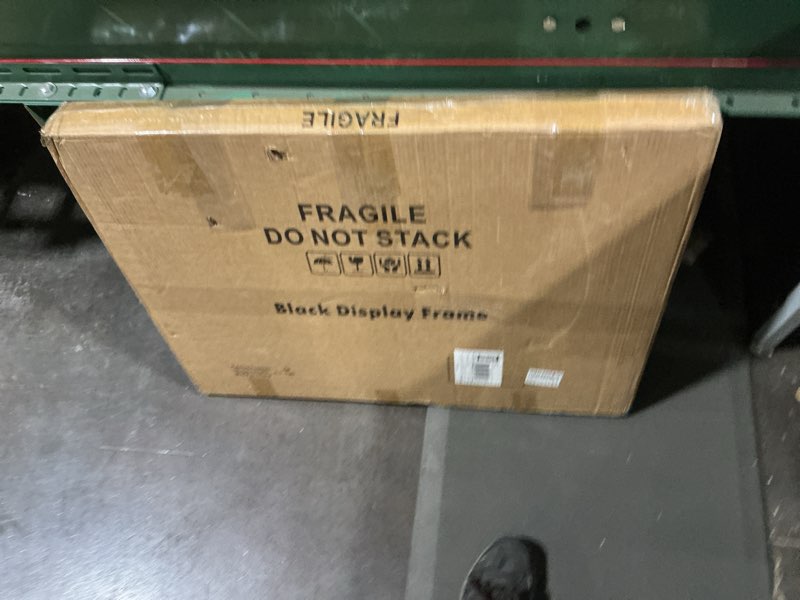 FRAGILE
FRAGILE
DO NOT STACK
Black Display Frame